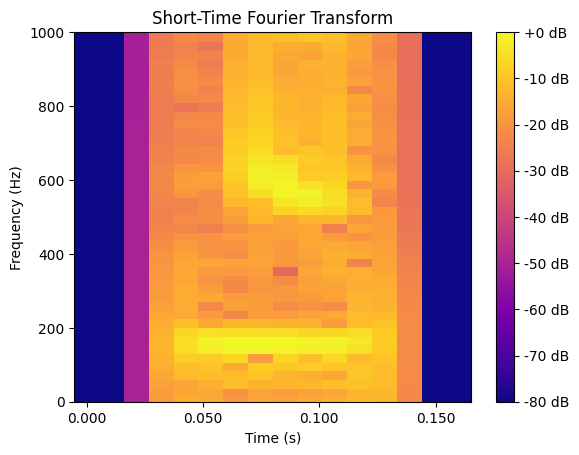 Short-Time Fourier Transform
Frequency (Hz)
1000
800
600
400
200
0
0.000
0.050
0.100
0.150
Time (s)
+0 dB
-10 dB
-20 dB
-30 dB
-40 dB
-50 dB
-60 dB
-70 dB
-80 dB